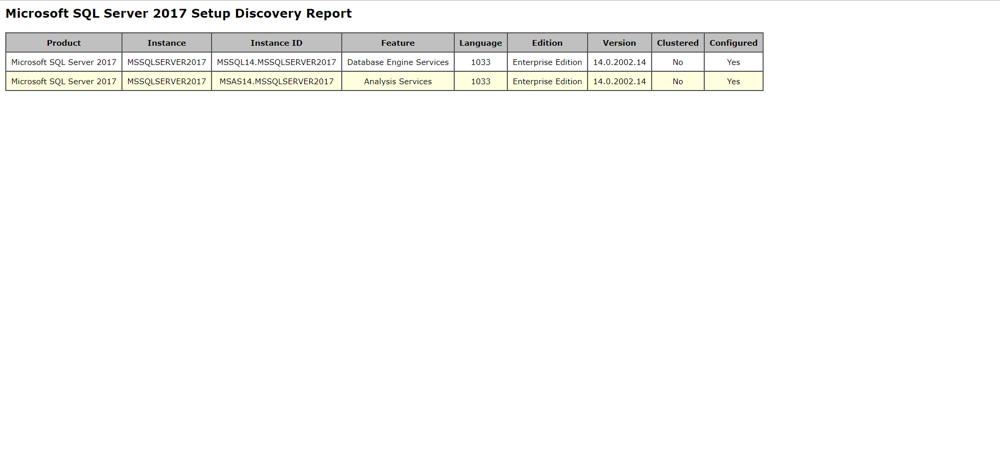 Microsoft SQL Server 2017 Setup Discovery Report
Product Instance Instance ID Feature Language Edition Version Clustered Configured
Microsoft SQL Server 2017 MSSQLSERVER2017 MSSQL14.MSSQLSERVER2017 Database Engine Services 1033 Enterprise Edition 14.0.2002.14 No Yes
Microsoft SQL Server 2017 MSSQLSERVER2017 MSAS14.MSSQLSERVER2017 Analysis Services 1033 Enterprise Edition 14.0.2002.14 No Yes